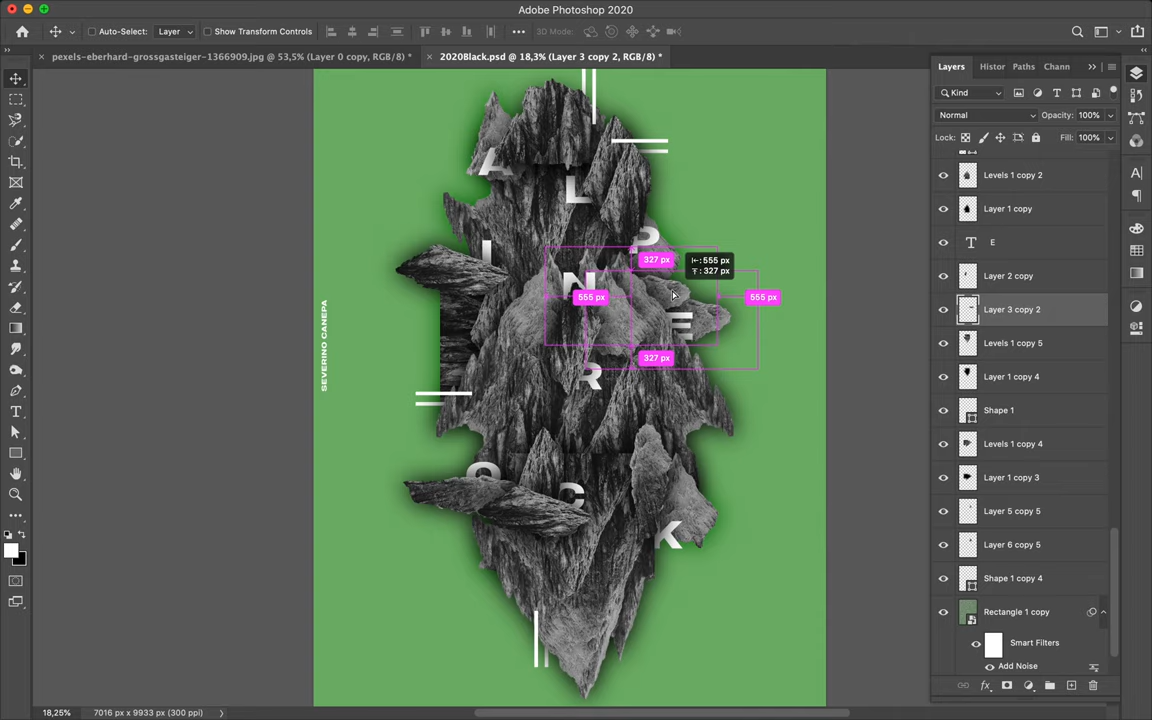 Adobe Photoshop 2020
Auto-Select: Layer Show Transform Controls 3D Mode:
pexels-eberhard-grossgasteiger-1366909.jpg @ 53,5% (Layer 0 copy, RGB/8) *
2020Black.psd @ 18,3% (Layer 3 copy 2, RGB/8) *
Layers Histor Paths Chann
Kind
Normal Opacity: 100%
Lock: Fill: 100%
Levels 1 copy 2
Layer 1 copy
E
Layer 2 copy
Layer 3 copy 2
Levels 1 copy 5
Layer 1 copy 4
Shape 1
Levels 1 copy 4
Layer 1 copy 3
Layer 5 copy 5
Layer 6 copy 5
Shape 1 copy 4
Rectangle 1 copy
Smart Filters
Add Noise
A
L
P
I
N
E
R
O
C
K
SEVERINO CANEPA
327 px
555 px
327 px
555 px
555 px
327 px
18,25% 7016 px x 9933 px (300 ppi)